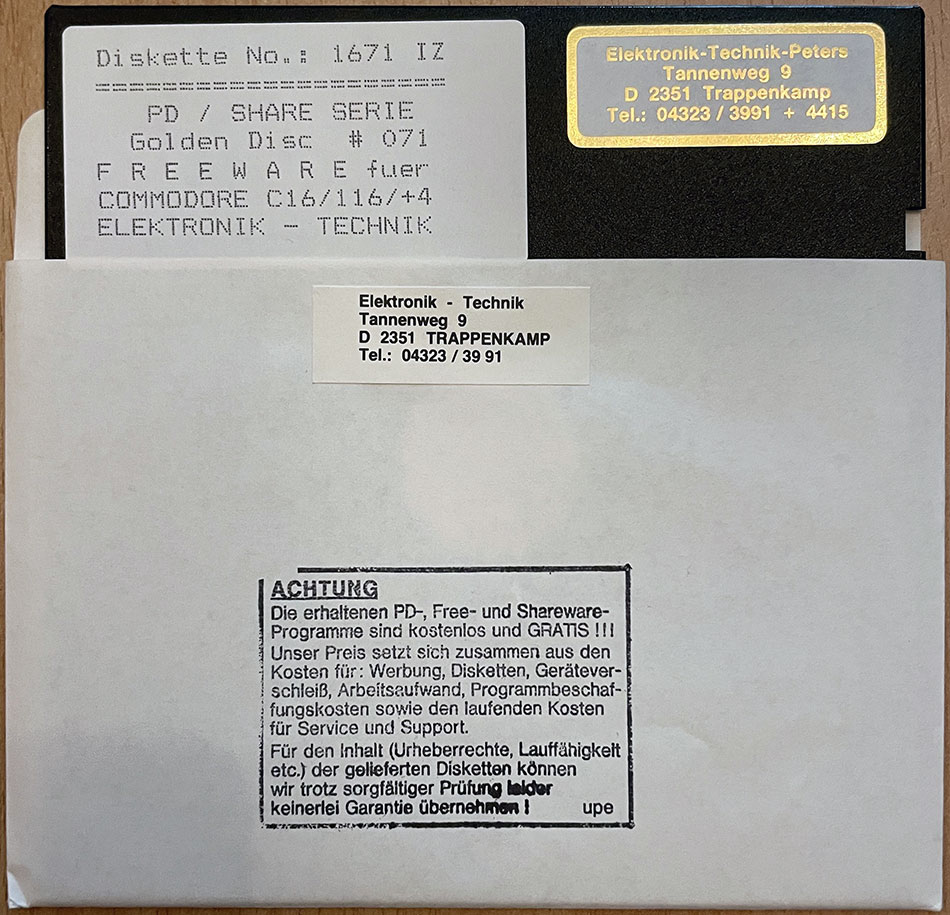 Diskette No.: 1671 IZ
===================================
PD / SHARE SERIE
Golden Disc # 071
F R E E W A R E fuer
COMMODORE C16/116/+4
ELEKTRONIK - TECHNIK
Elektronik-Technik-Peters
Tannenweg 9
D 2351 Trappenkamp
Tel.: 04323 / 3991 + 4415
Elektronik - Technik
Tannenweg 9
D 2351 TRAPPENKAMP
Tel.: 04323 / 39 91
ACHTUNG
Die erhaltenen PD-, Free- und Shareware-
Programme sind kostenlos und GRATIS !!!
Unser Preis setzt sich zusammen aus den
Kosten für: Werbung, Disketten, Gerätever-
schleiß, Arbeitsaufwand, Programmbeschaf-
fungskosten sowie den laufenden Kosten
für Service und Support.
Für den Inhalt (Urheberrechte, Lauffähigkeit
etc.) der gelieferten Disketten können
wir trotz sorgfältiger Prüfung leider
keinerlei Garantie übernehmen ! upe